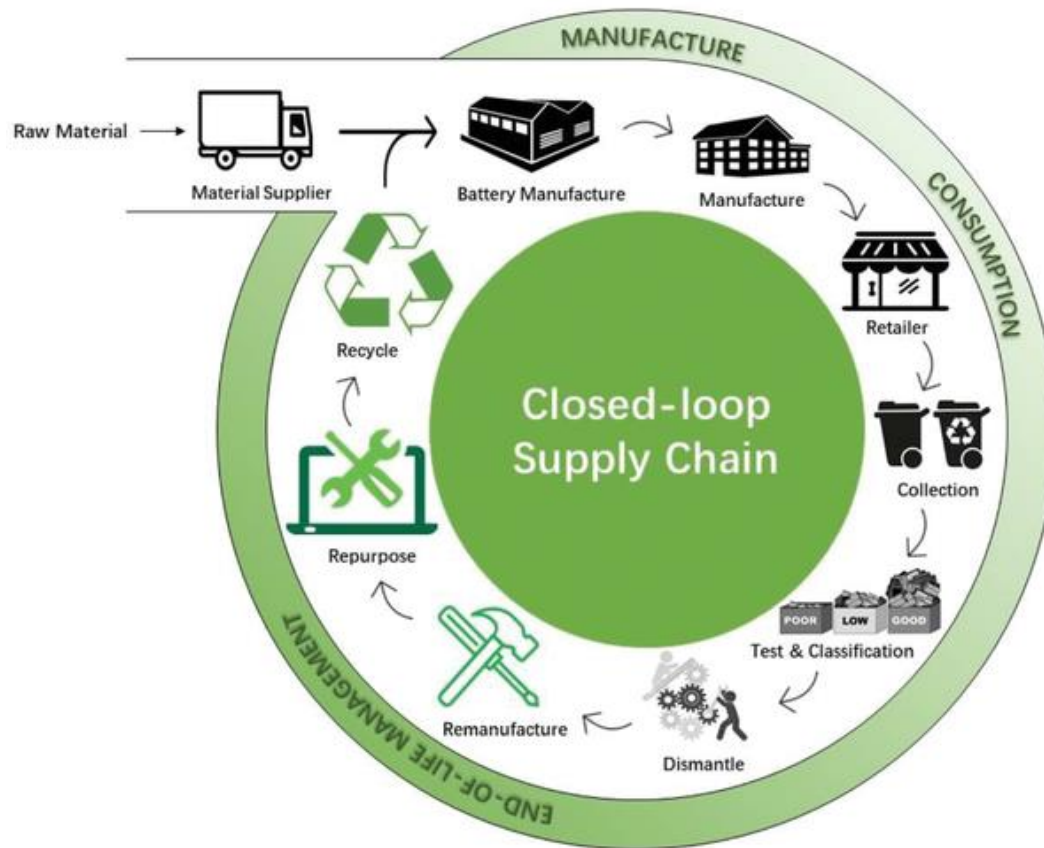 MANUFACTURE
Raw Material
Material Supplier
Battery Manufacture
Manufacture
CONSUMPTION
Retailer
Recycle
Closed-loop
Supply Chain
Collection
Repurpose
POOR
LOW
GOOD
Test & Classification
Remanufacture
Dismantle
END-OF-LIFE MANAGEMENT